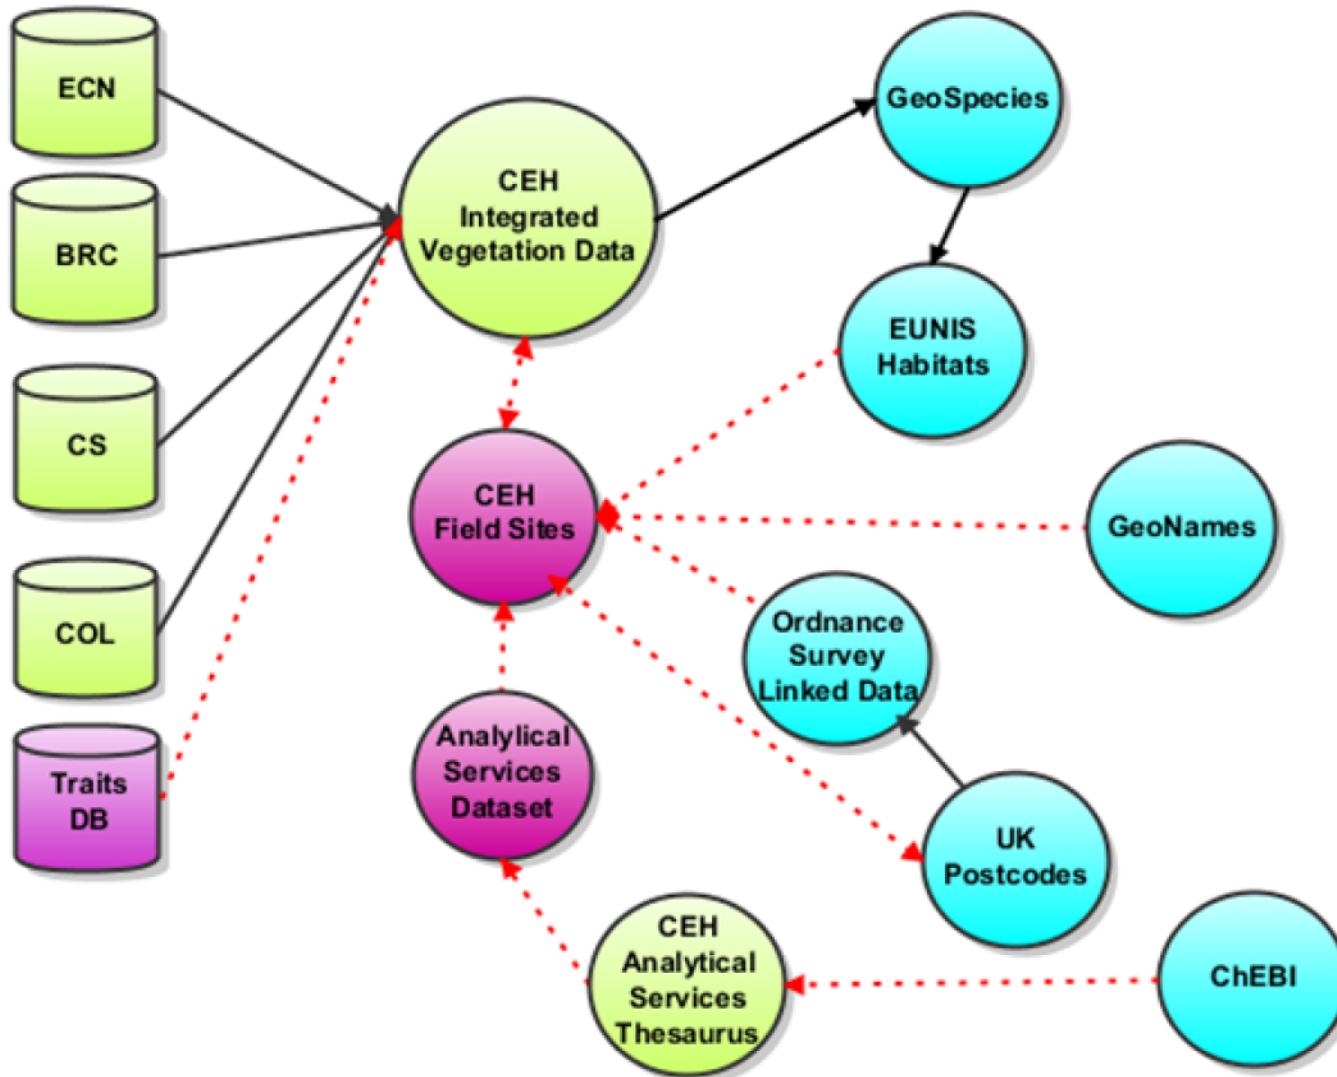 ECN
BRC
CS
COL
Traits
DB
CEH
Integrated
Vegetation Data
CEH
Field Sites
Analylical
Services
Dataset
CEH
Analytical
Services
Thesaurus
GeoSpecies
EUNIS
Habitats
GeoNames
Ordnance
Survey
Linked Data
UK
Postcodes
ChEBI